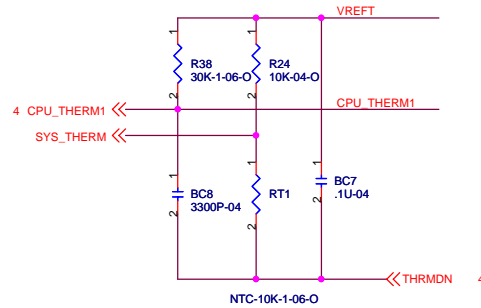 VREFT
1
1
1
R38
30K-1-06-O
R24
10K-04-O
2
2
4 CPU_THERM1
CPU_THERM1
SYS_THERM
1
1
BC8
3300P-04
RT1
BC7
.1U-04
2
2
2
THRMDN
4
NTC-10K-1-06-O